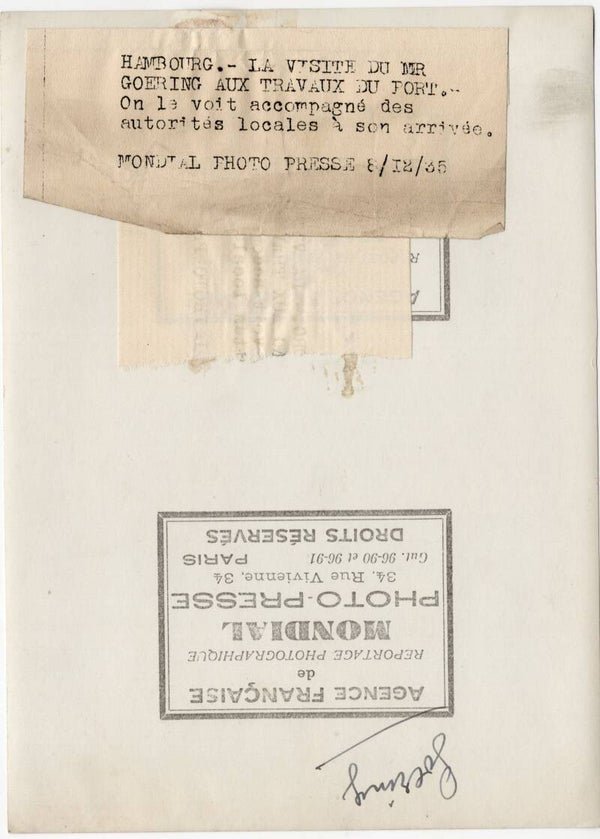 HAMBOURG.- LA VISITE DU MR
GOERING AUX TRAVAUX DU PORT.-
On le voit accompagné des
autorités locales à son arrivée.
MONDIAL PHOTO PRESSE 8/12/35
AGENCE FRANÇAISE
de
REPORTAGE PHOTOGRAPHIQUE
MONDIAL
PHOTO-PRESSE
34, Rue Vivienne, 34
Gut. 96-90 et 96-91 PARIS
DROITS RÉSERVÉS
Goering